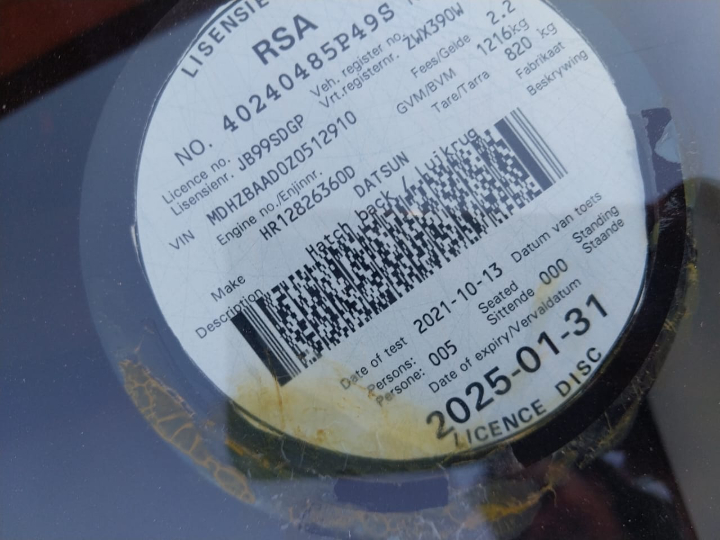 LISENSIE
RSA
NO. 40240485P49S
Veh. register no.
Vrt.registernr. ZWX390W
Licence no.
Lisensienr. JB99SDGP
Fees/Gelde 2.2
VIN MDHZBAAD0Z0512910
GVM/BVM 1216kg
Engine no./Enjinnr.
HR12826360D
Tare/Tarra 820 kg
Make DATSUN Fabrikaat
Description Hatch back / Luikrug Beskrywing
Date of test 2021-10-13 Datum van toets
Persons: 005 Seated 000 Standing
Persone: Sittende Staande
Date of expiry/Vervaldatum
2025-01-31
LICENCE DISC